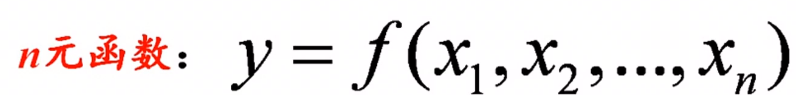 n元函数：y = f(x₁, x₂, ..., xₙ)